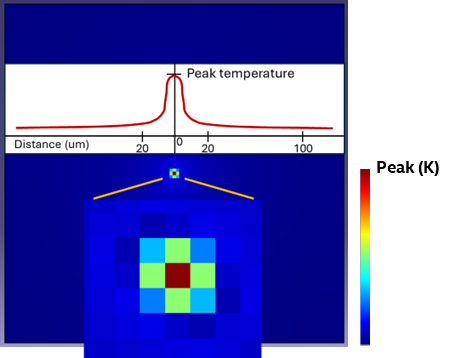 Peak temperature
Distance (um)
20
0
20
100
Peak (K)